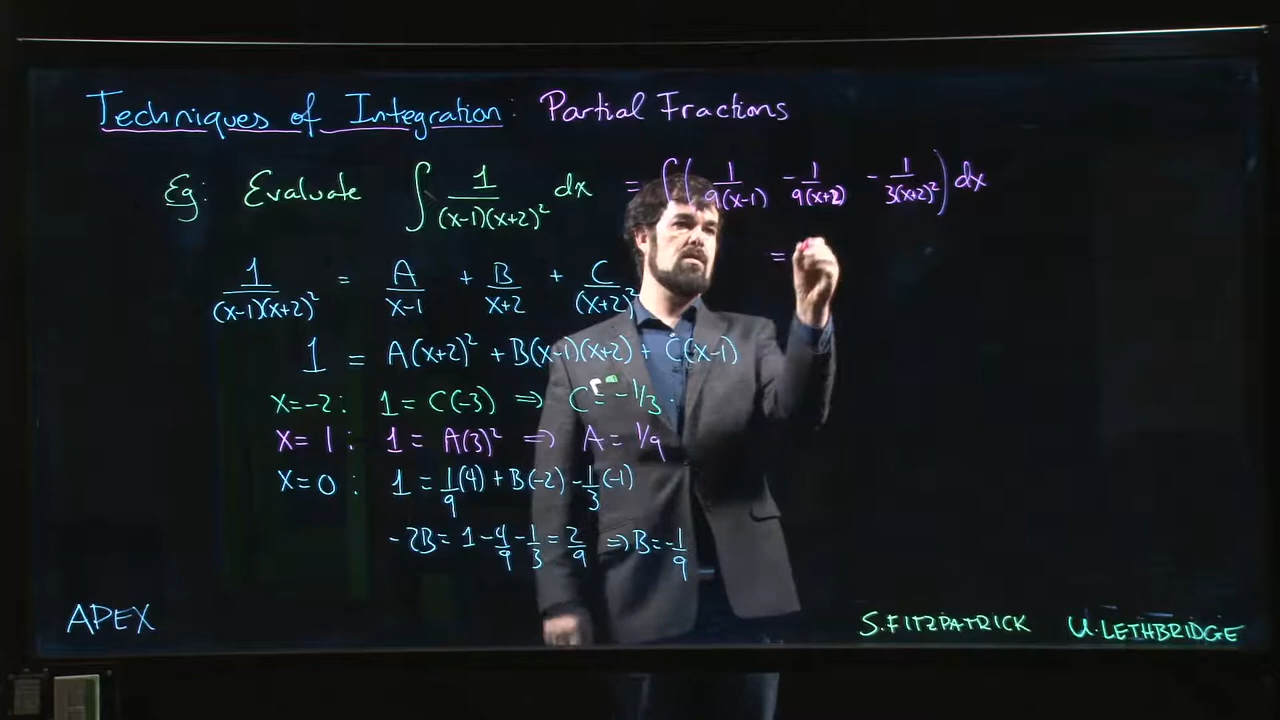 Techniques of Integration: Partial Fractions
Eg: Evaluate ∫ 1/((x-1)(x+2)²) dx = ∫( 1/(9(x-1)) - 1/(9(x+2)) - 1/(3(x+2)²) ) dx
=
1/((x-1)(x+2)²) = A/(x-1) + B/(x+2) + C/(x+2)²
1 = A(x+2)² + B(x-1)(x+2) + C(x-1)
x=-2: 1 = C(-3) ⇒ C = -1/3.
x=1: 1 = A(3)² ⇒ A = 1/9
x=0: 1 = 1/9(4) + B(-2) - 1/3(-1)
-2B = 1 - 4/9 - 1/3 = 2/9 ⇒ B = -1/9
APEX
S.FITZPATRICK U.LETHBRIDGE